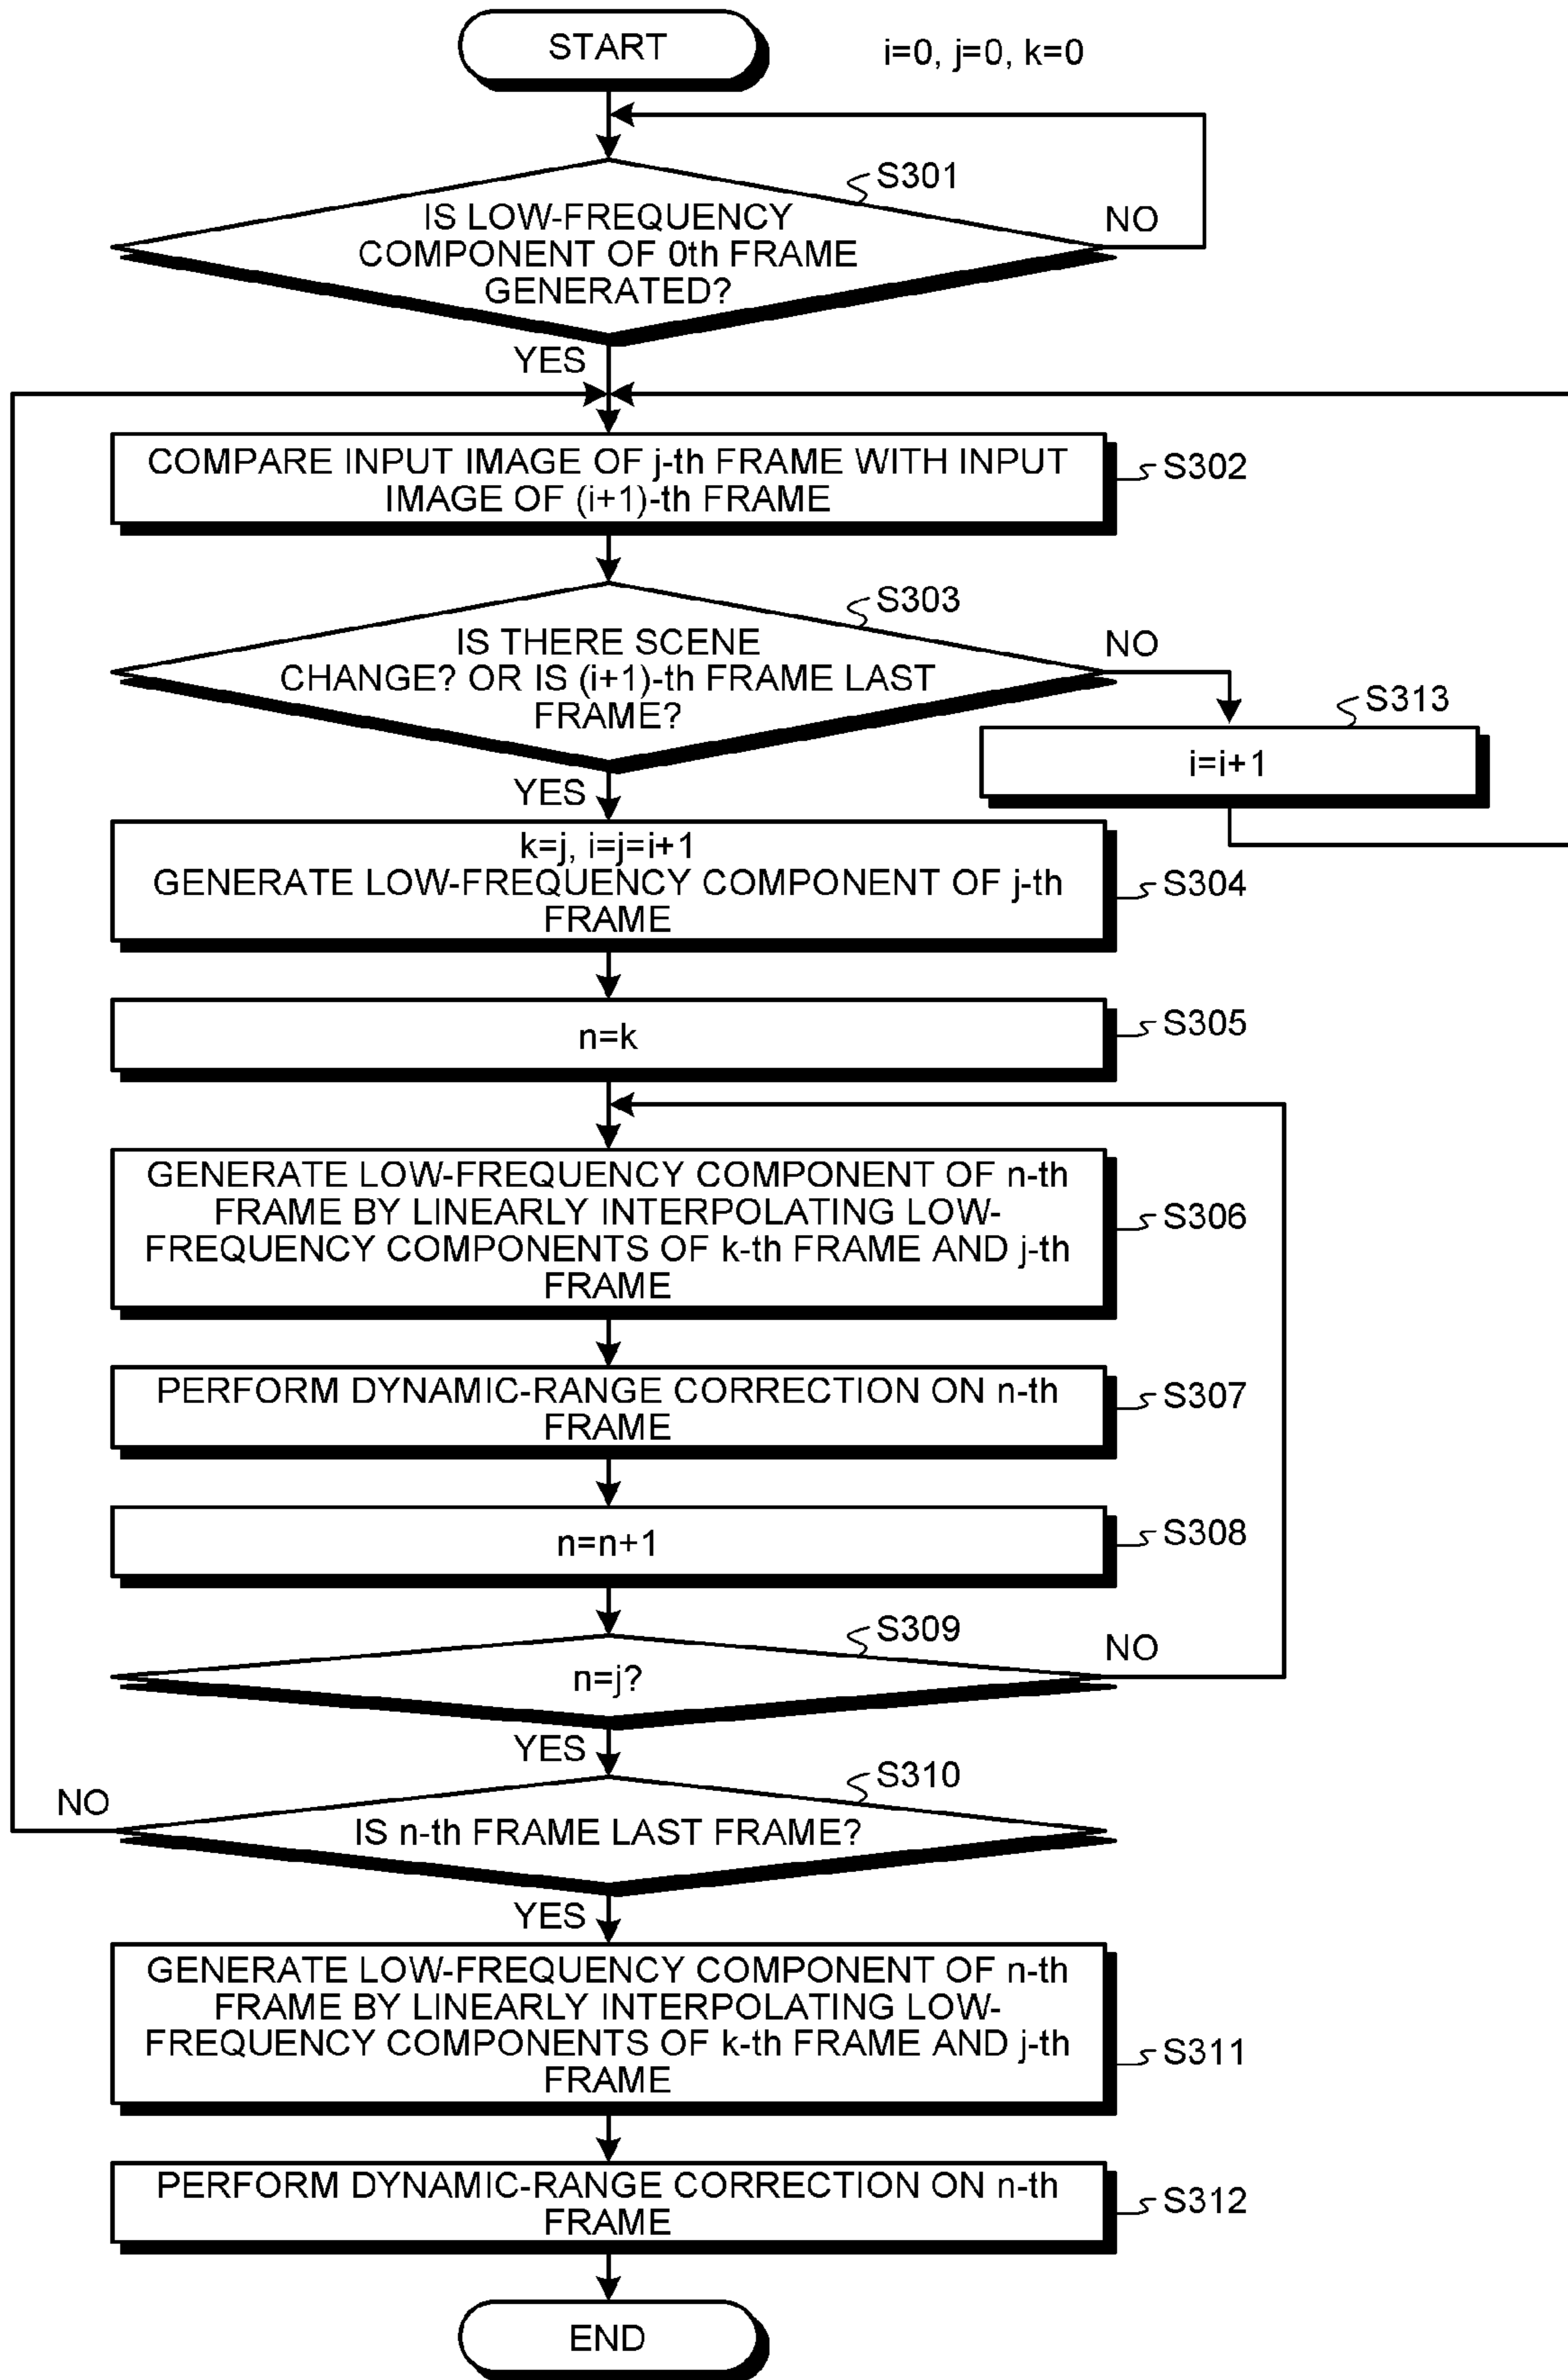 START
i=0, j=0, k=0
S301
IS LOW-FREQUENCY
COMPONENT OF 0th FRAME
GENERATED?
NO
YES
COMPARE INPUT IMAGE OF j-th FRAME WITH INPUT
IMAGE OF (i+1)-th FRAME
S302
S303
IS THERE SCENE
CHANGE? OR IS (i+1)-th FRAME LAST
FRAME?
NO
S313
i=i+1
YES
k=j, i=j=i+1
GENERATE LOW-FREQUENCY COMPONENT OF j-th
FRAME
S304
n=k
S305
GENERATE LOW-FREQUENCY COMPONENT OF n-th
FRAME BY LINEARLY INTERPOLATING LOW-
FREQUENCY COMPONENTS OF k-th FRAME AND j-th
FRAME
S306
PERFORM DYNAMIC-RANGE CORRECTION ON n-th
FRAME
S307
n=n+1
S308
S309
n=j?
NO
YES
S310
NO
IS n-th FRAME LAST FRAME?
YES
GENERATE LOW-FREQUENCY COMPONENT OF n-th
FRAME BY LINEARLY INTERPOLATING LOW-
FREQUENCY COMPONENTS OF k-th FRAME AND j-th
FRAME
S311
PERFORM DYNAMIC-RANGE CORRECTION ON n-th
FRAME
S312
END